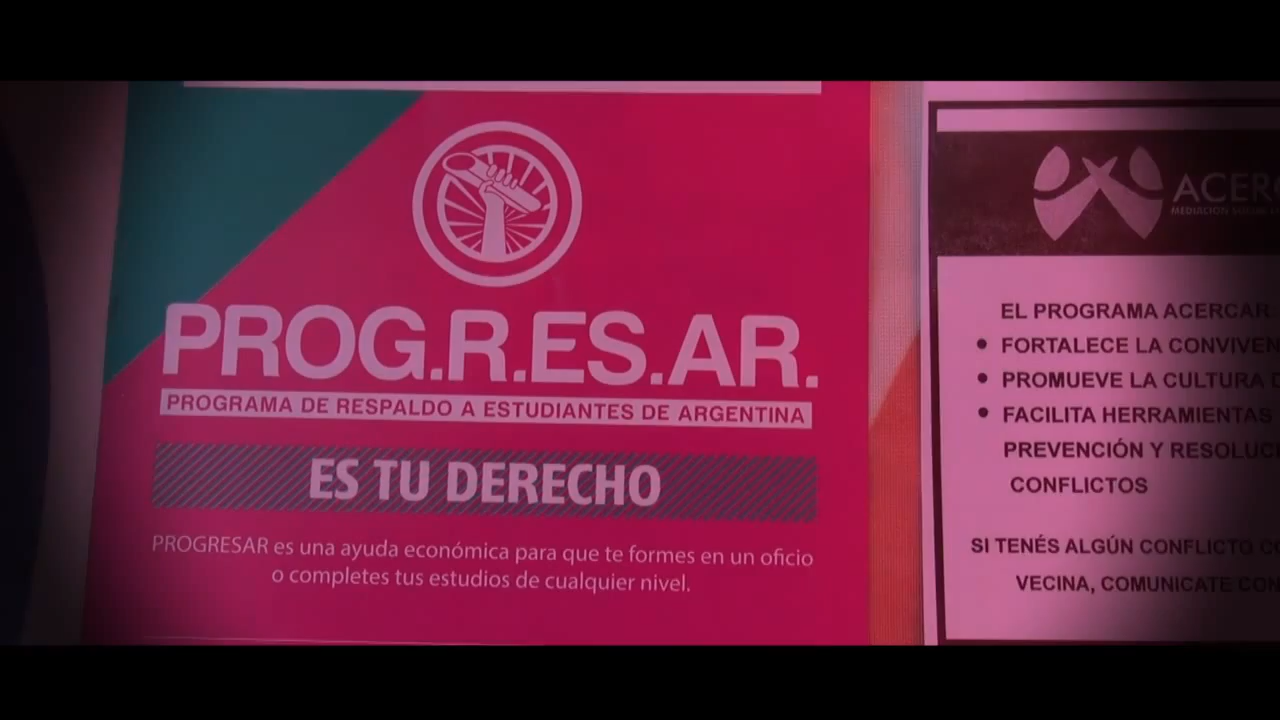 PROG.R.ES.AR.
PROGRAMA DE RESPALDO A ESTUDIANTES DE ARGENTINA
ES TU DERECHO
PROGRESAR es una ayuda económica para que te formes en un oficio
o completes tus estudios de cualquier nivel.
MEDIACIÓN
EL PROGRAMA ACERCAR
• FORTALECE LA
• PROMUEVE LA CULTURA
• FACILITA HERRAMIENTAS
PREVENCIÓN Y
CONFLICTOS
SI TENÉS ALGÚN CONFLICTO
VECINA, COMUNICATE